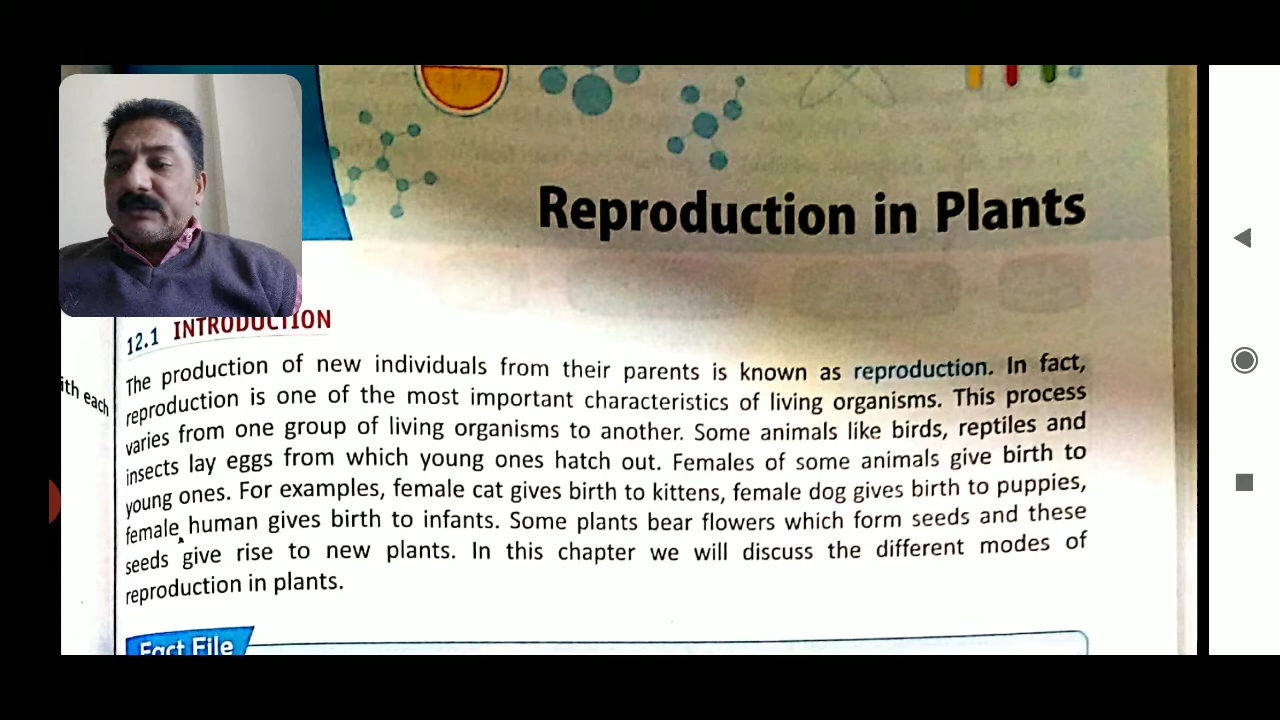 Reproduction in Plants
12.1 INTRODUCTION
ith each
The production of new individuals from their parents is known as reproduction. In fact,
reproduction is one of the most important characteristics of living organisms. This process
varies from one group of living organisms to another. Some animals like birds, reptiles and
insects lay eggs from which young ones hatch out. Females of some animals give birth to
young ones. For examples, female cat gives birth to kittens, female dog gives birth to puppies,
female human gives birth to infants. Some plants bear flowers which form seeds and these
seeds give rise to new plants. In this chapter we will discuss the different modes of
reproduction in plants.
Fact File